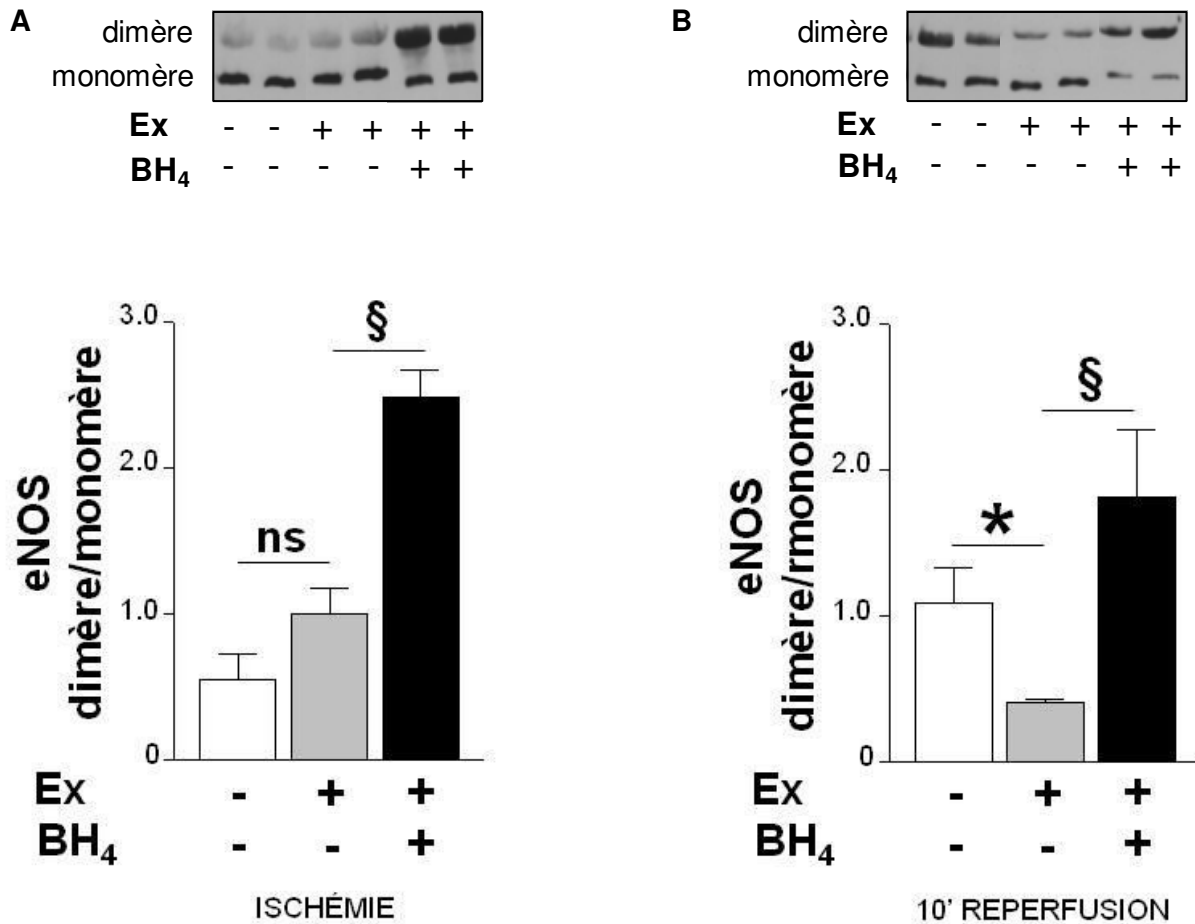 A
dimère
monomère
Ex - - + + + +
BH₄ - - - - + +
§
ns
eNOS
dimère/monomère
3.0
2.0
1.0
0
Ex - + +
BH₄ - - +
ISCHÉMIE
B
dimère
monomère
Ex - - + + + +
BH₄ - - - - + +
§
*
eNOS
dimère/rmonomère
3.0
2.0
1.0
0
Ex - + +
BH₄ - - +
10' REPERFUSION